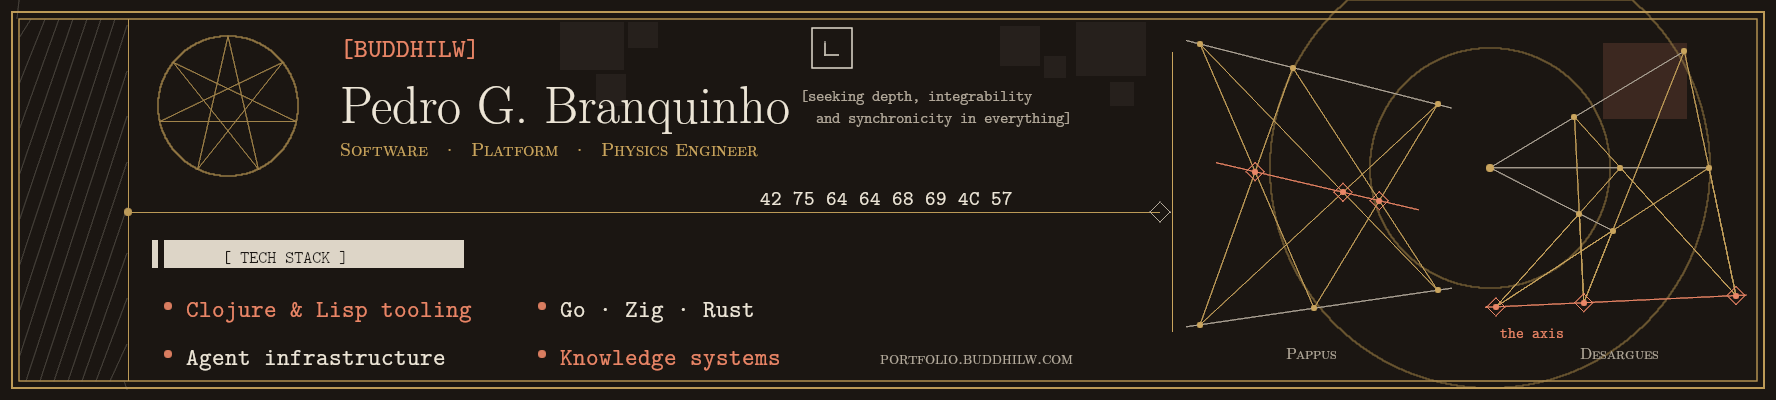 [BUDDHILW]
Pedro G. Branquinho
[seeking depth, integrability
and synchronicity in everything]
Software · Platform · Physics Engineer
42 75 64 64 68 69 4C 57
[ TECH STACK ]
Clojure & Lisp tooling
Go · Zig · Rust
Agent infrastructure
Knowledge systems
PORTFOLIO.BUDDHILW.COM
the axis
Pappus
Desargues